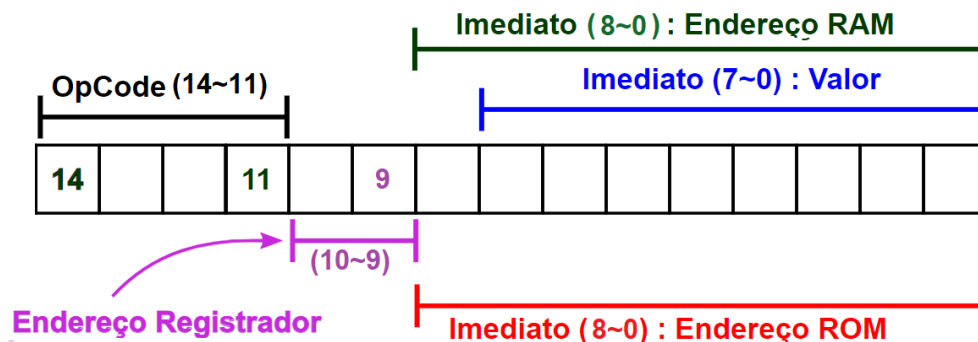 Imediato (8~0) : Endereço RAM
OpCode (14~11)
Imediato (7~0) : Valor
14
11
9
(10~9)
Endereço Registrador
Imediato (8~0) : Endereço ROM